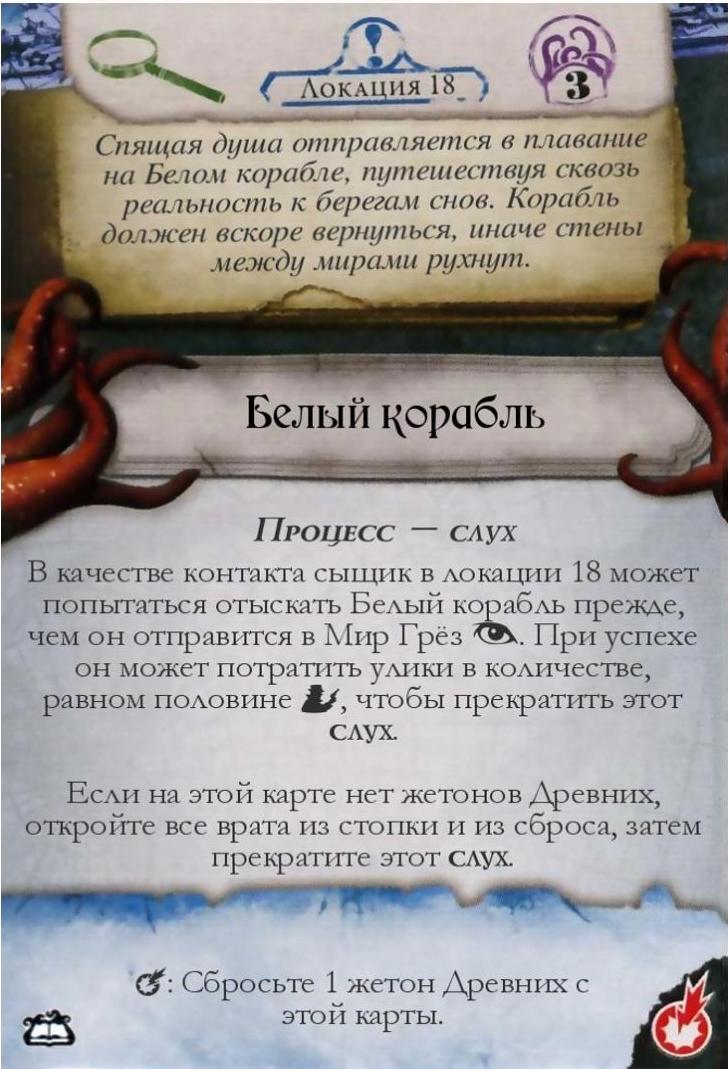 Локация 18
3
Спящая душа отправляется в плавание
на Белом корабле, путешествуя сквозь
реальность к берегам снов. Корабль
должен вскоре вернуться, иначе стены
между мирами рухнут.
Белый корабль
Процесс — слух
В качестве контакта сыщик в локации 18 может
попытаться отыскать Белый корабль прежде,
чем он отправится в Мир Грёз . При успехе
он может потратить улики в количестве,
равном половине , чтобы прекратить этот
слух.
Если на этой карте нет жетонов Древних,
откройте все врата из стопки и из сброса, затем
прекратите этот слух.
: Сбросьте 1 жетон Древних с
этой карты.